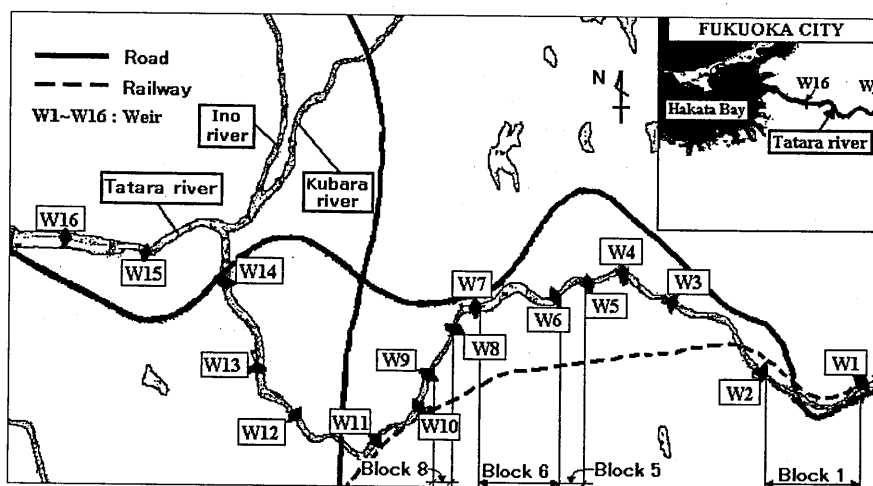 Road
Railway
W1~W16 : Weir
Ino
river
Tatara river
Kubara
river
N
FUKUOKA CITY
W16
Hakata Bay
Tatara river
W16
W15
W14
W13
W12
W11
W10
W9
W8
W7
W6
W5
W4
W3
W2
W1
Block 8
Block 6
Block 5
Block 1